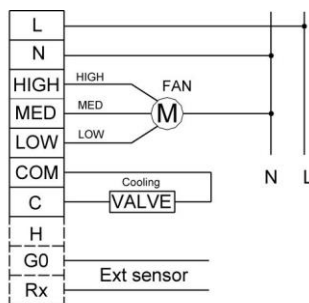 L
N
HIGH HIGH FAN
MED MED M
LOW LOW
COM Cooling N L
C VALVE
H
G0 Ext sensor
Rx